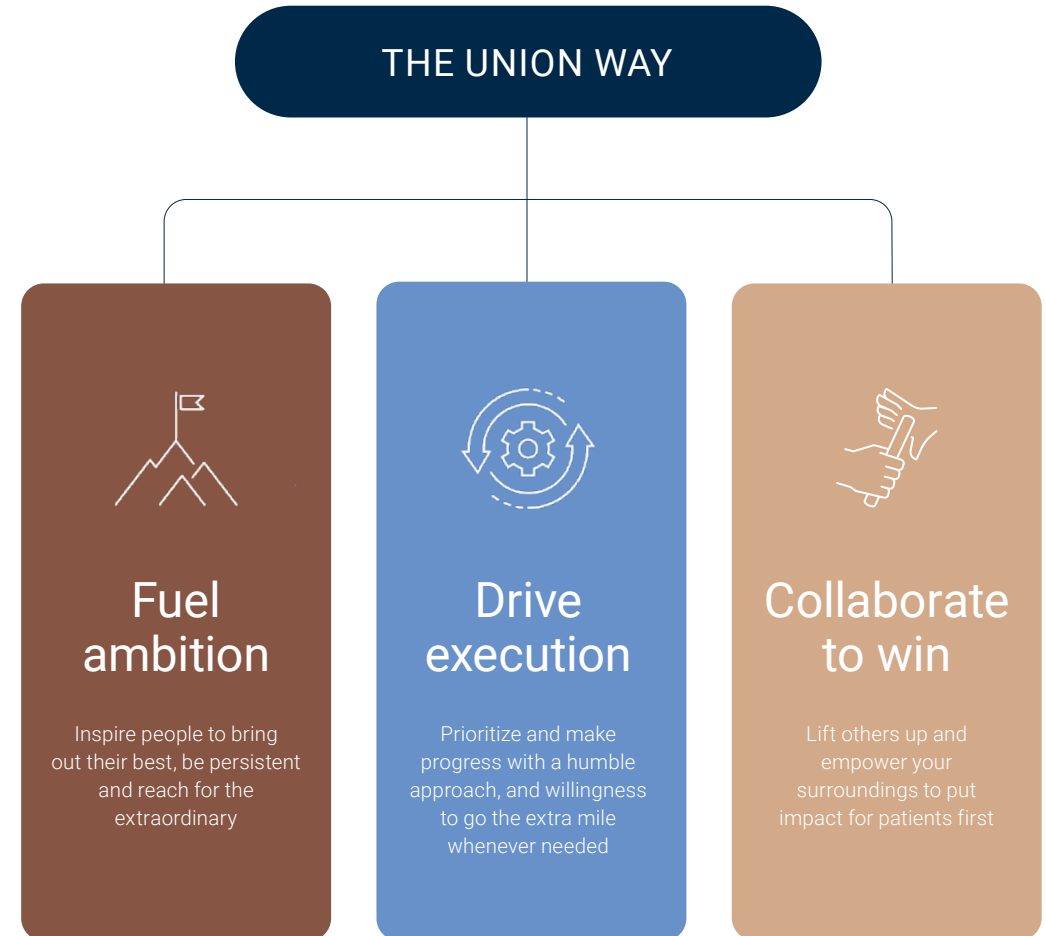 THE UNION WAY
Fuel
ambition
Inspire people to bring
out their best, be persistent
and reach for the
extraordinary
Drive
execution
Prioritize and make
progress with a humble
approach, and willingness
to go the extra mile
whenever needed
Collaborate
to win
Lift others up and
empower your
surroundings to put
impact for patients first